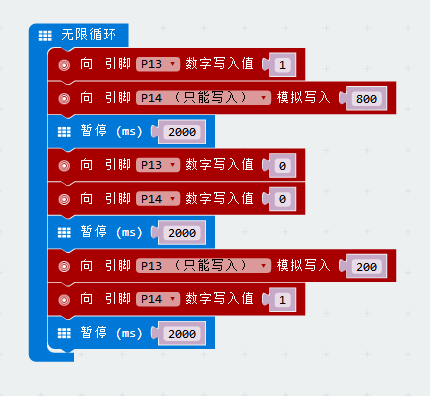 无限循环
向 引脚 P13 数字写入值 1
向 引脚 P14 （只能写入） 模拟写入 800
暂停 (ms) 2000
向 引脚 P13 数字写入值 0
向 引脚 P14 数字写入值 0
暂停 (ms) 2000
向 引脚 P13 （只能写入） 模拟写入 200
向 引脚 P14 数字写入值 1
暂停 (ms) 2000